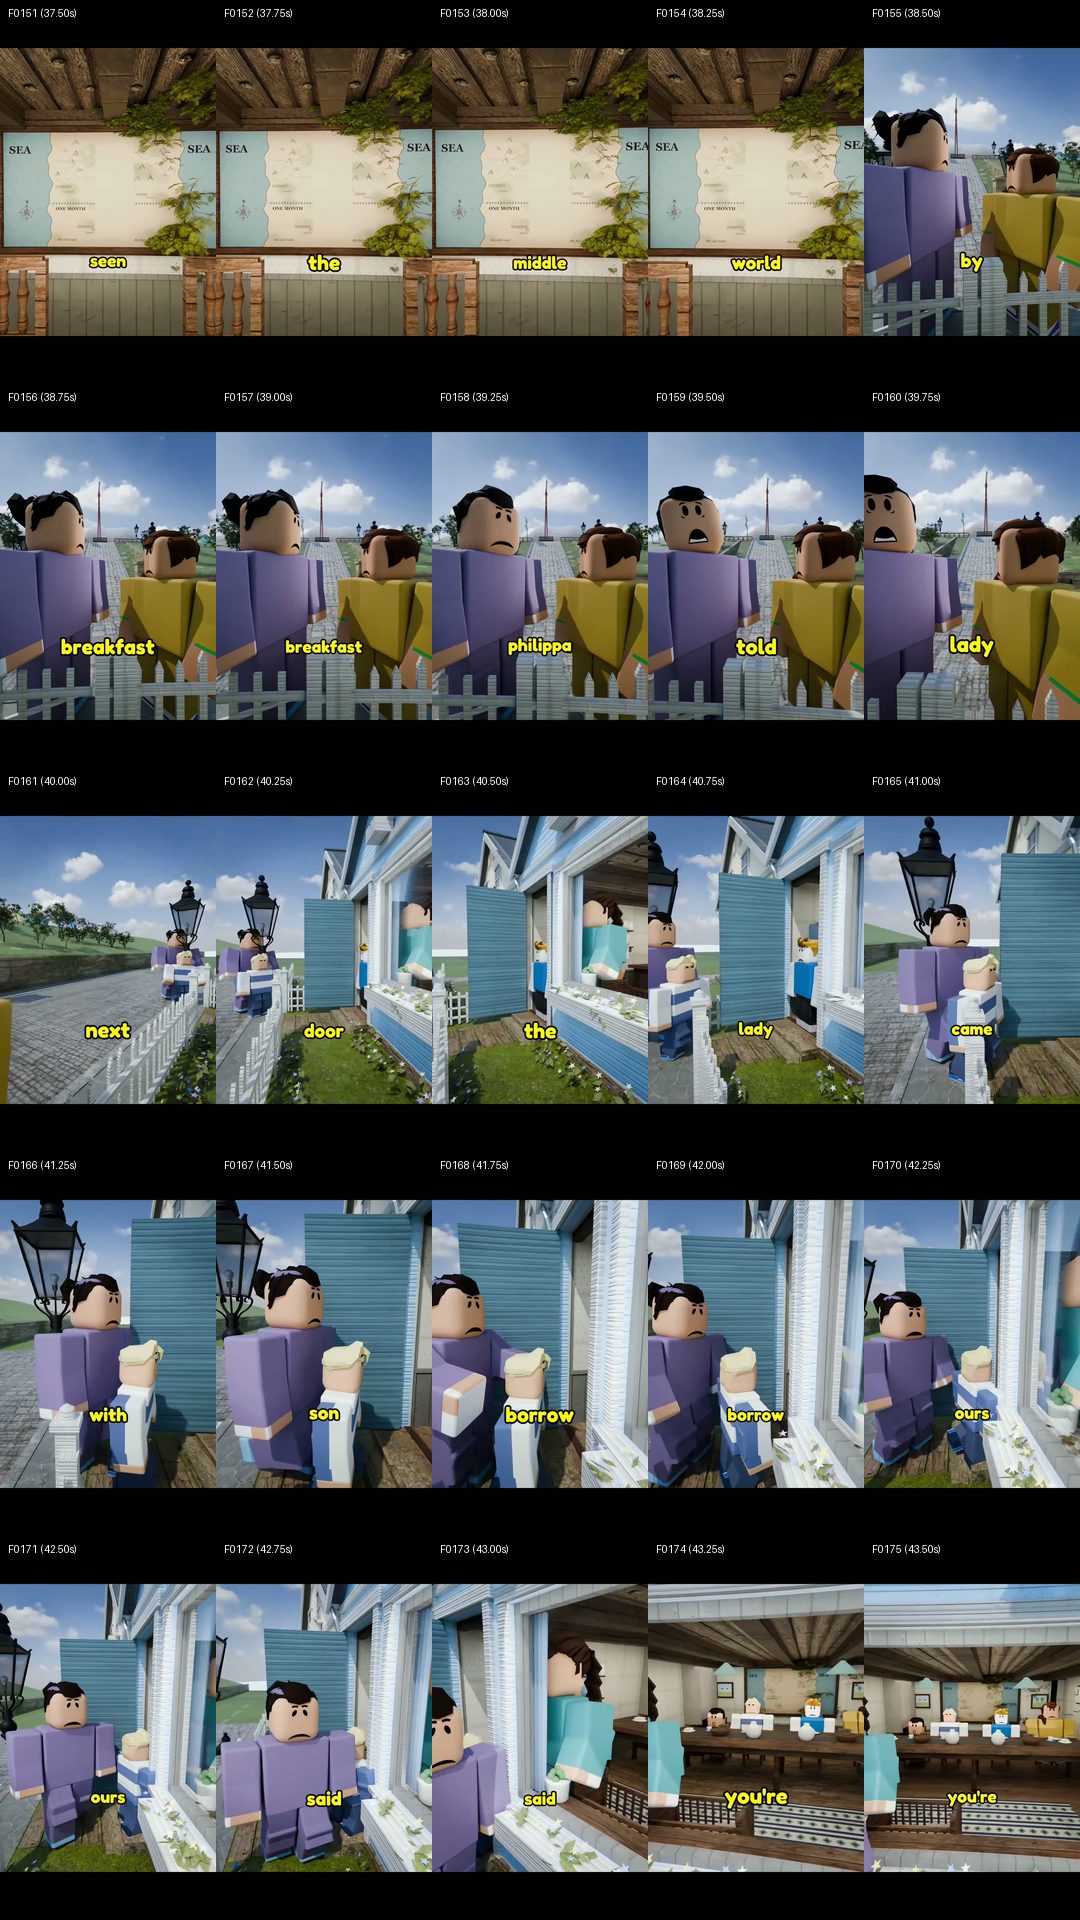 F0151 (37.50s)
F0152 (37.75s)
F0153 (38.00s)
F0154 (38.25s)
F0155 (38.50s)
SEA
SEA
SEA
SEA
SEA
SEA
SEA
SEA
N
N
N
N
ONE MONTH
ONE MONTH
ONE MONTH
ONE MONTH
seen
the
middle
world
by
F0156 (38.75s)
F0157 (39.00s)
F0158 (39.25s)
F0159 (39.50s)
F0160 (39.75s)
breakfast
breakfast
philippa
told
lady
F0161 (40.00s)
F0162 (40.25s)
F0163 (40.50s)
F0164 (40.75s)
F0165 (41.00s)
next
door
the
lady
came
F0166 (41.25s)
F0167 (41.50s)
F0168 (41.75s)
F0169 (42.00s)
F0170 (42.25s)
with
son
borrow
borrow
ours
F0171 (42.50s)
F0172 (42.75s)
F0173 (43.00s)
F0174 (43.25s)
F0175 (43.50s)
ours
said
said
you're
you're